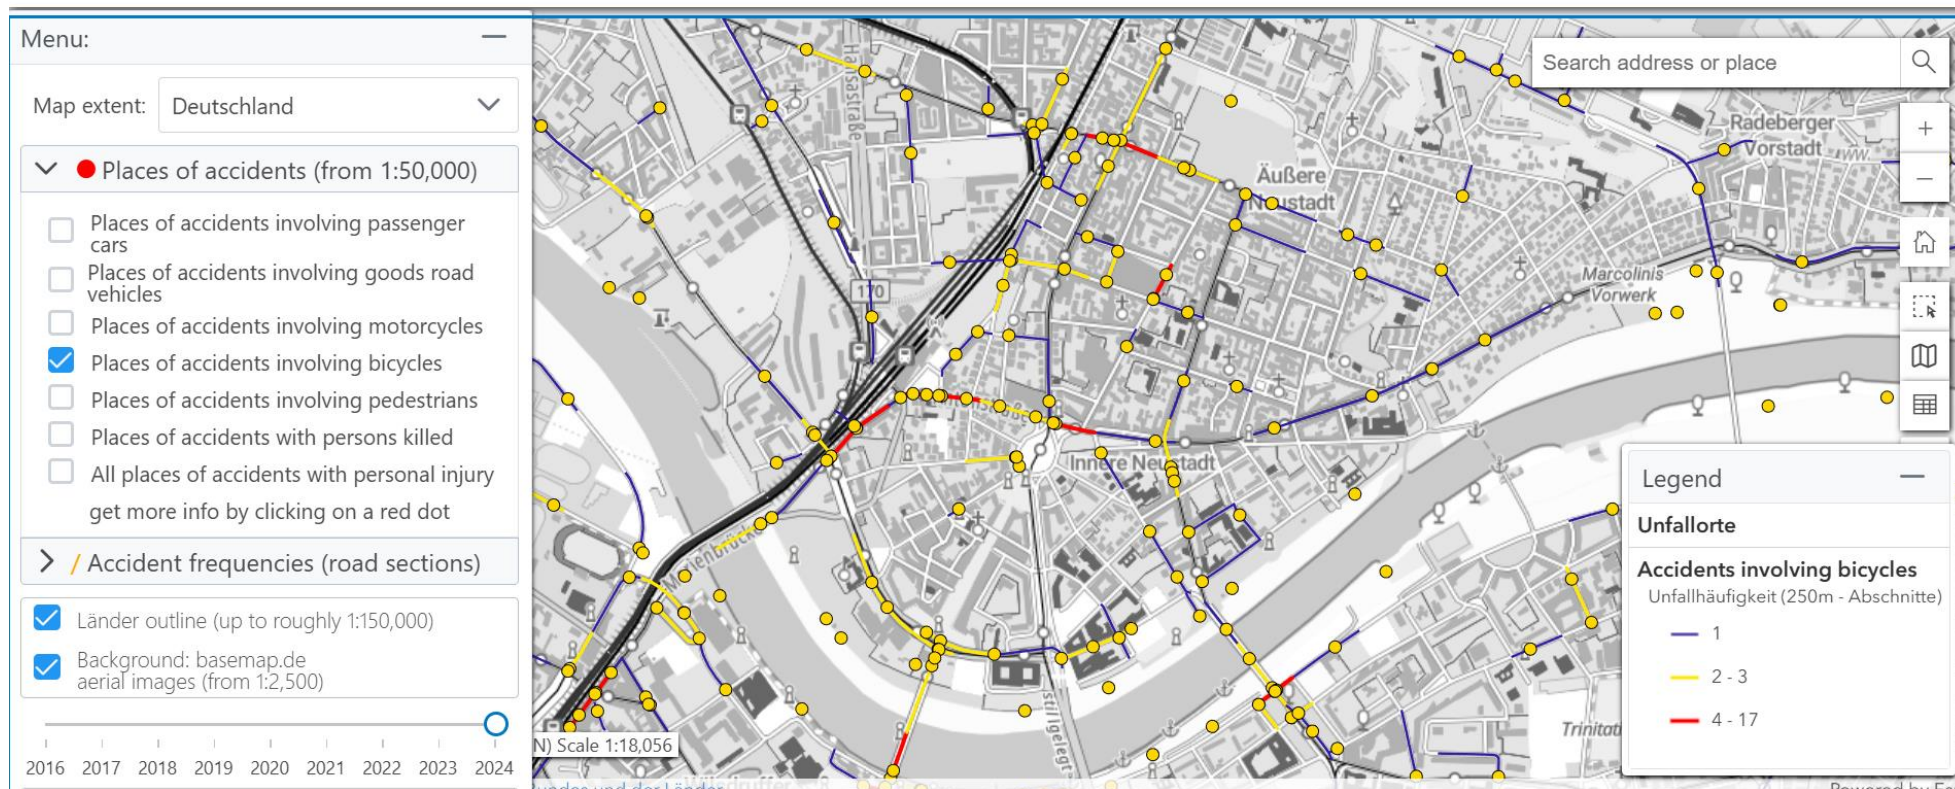 Menu:
Map extent:
Deutschland
Places of accidents (from 1:50,000)
Places of accidents involving passenger
cars
Places of accidents involving goods road
vehicles
Places of accidents involving motorcycles
Places of accidents involving bicycles
Places of accidents involving pedestrians
Places of accidents with persons killed
All places of accidents with personal injury
get more info by clicking on a red dot
/ Accident frequencies (road sections)
Länder outline (up to roughly 1:150,000)
Background: basemap.de
aerial images (from 1:2,500)
2016 2017 2018 2019 2020 2021 2022 2023 2024
Search address or place
Hansastraße
Radeberger
Vorstadt
Äußere
Neustadt
170
Marcolinis
Vorwerk
Innere Neustadt
Marienbrücke
stillgelegt
N) Scale 1:18,056
Legend
Unfallorte
Accidents involving bicycles
Unfallhäufigkeit (250m - Abschnitte)
1
2 - 3
4 - 17